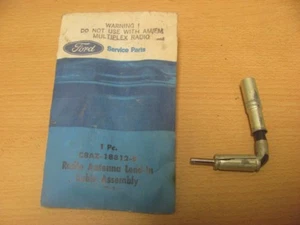 WARNING !
DO NOT USE WITH AM/FM
MULTIPLEX RADIO
Ford
Service Parts
1 Pc.
Radio Antenna Lead In
Cable Assembly